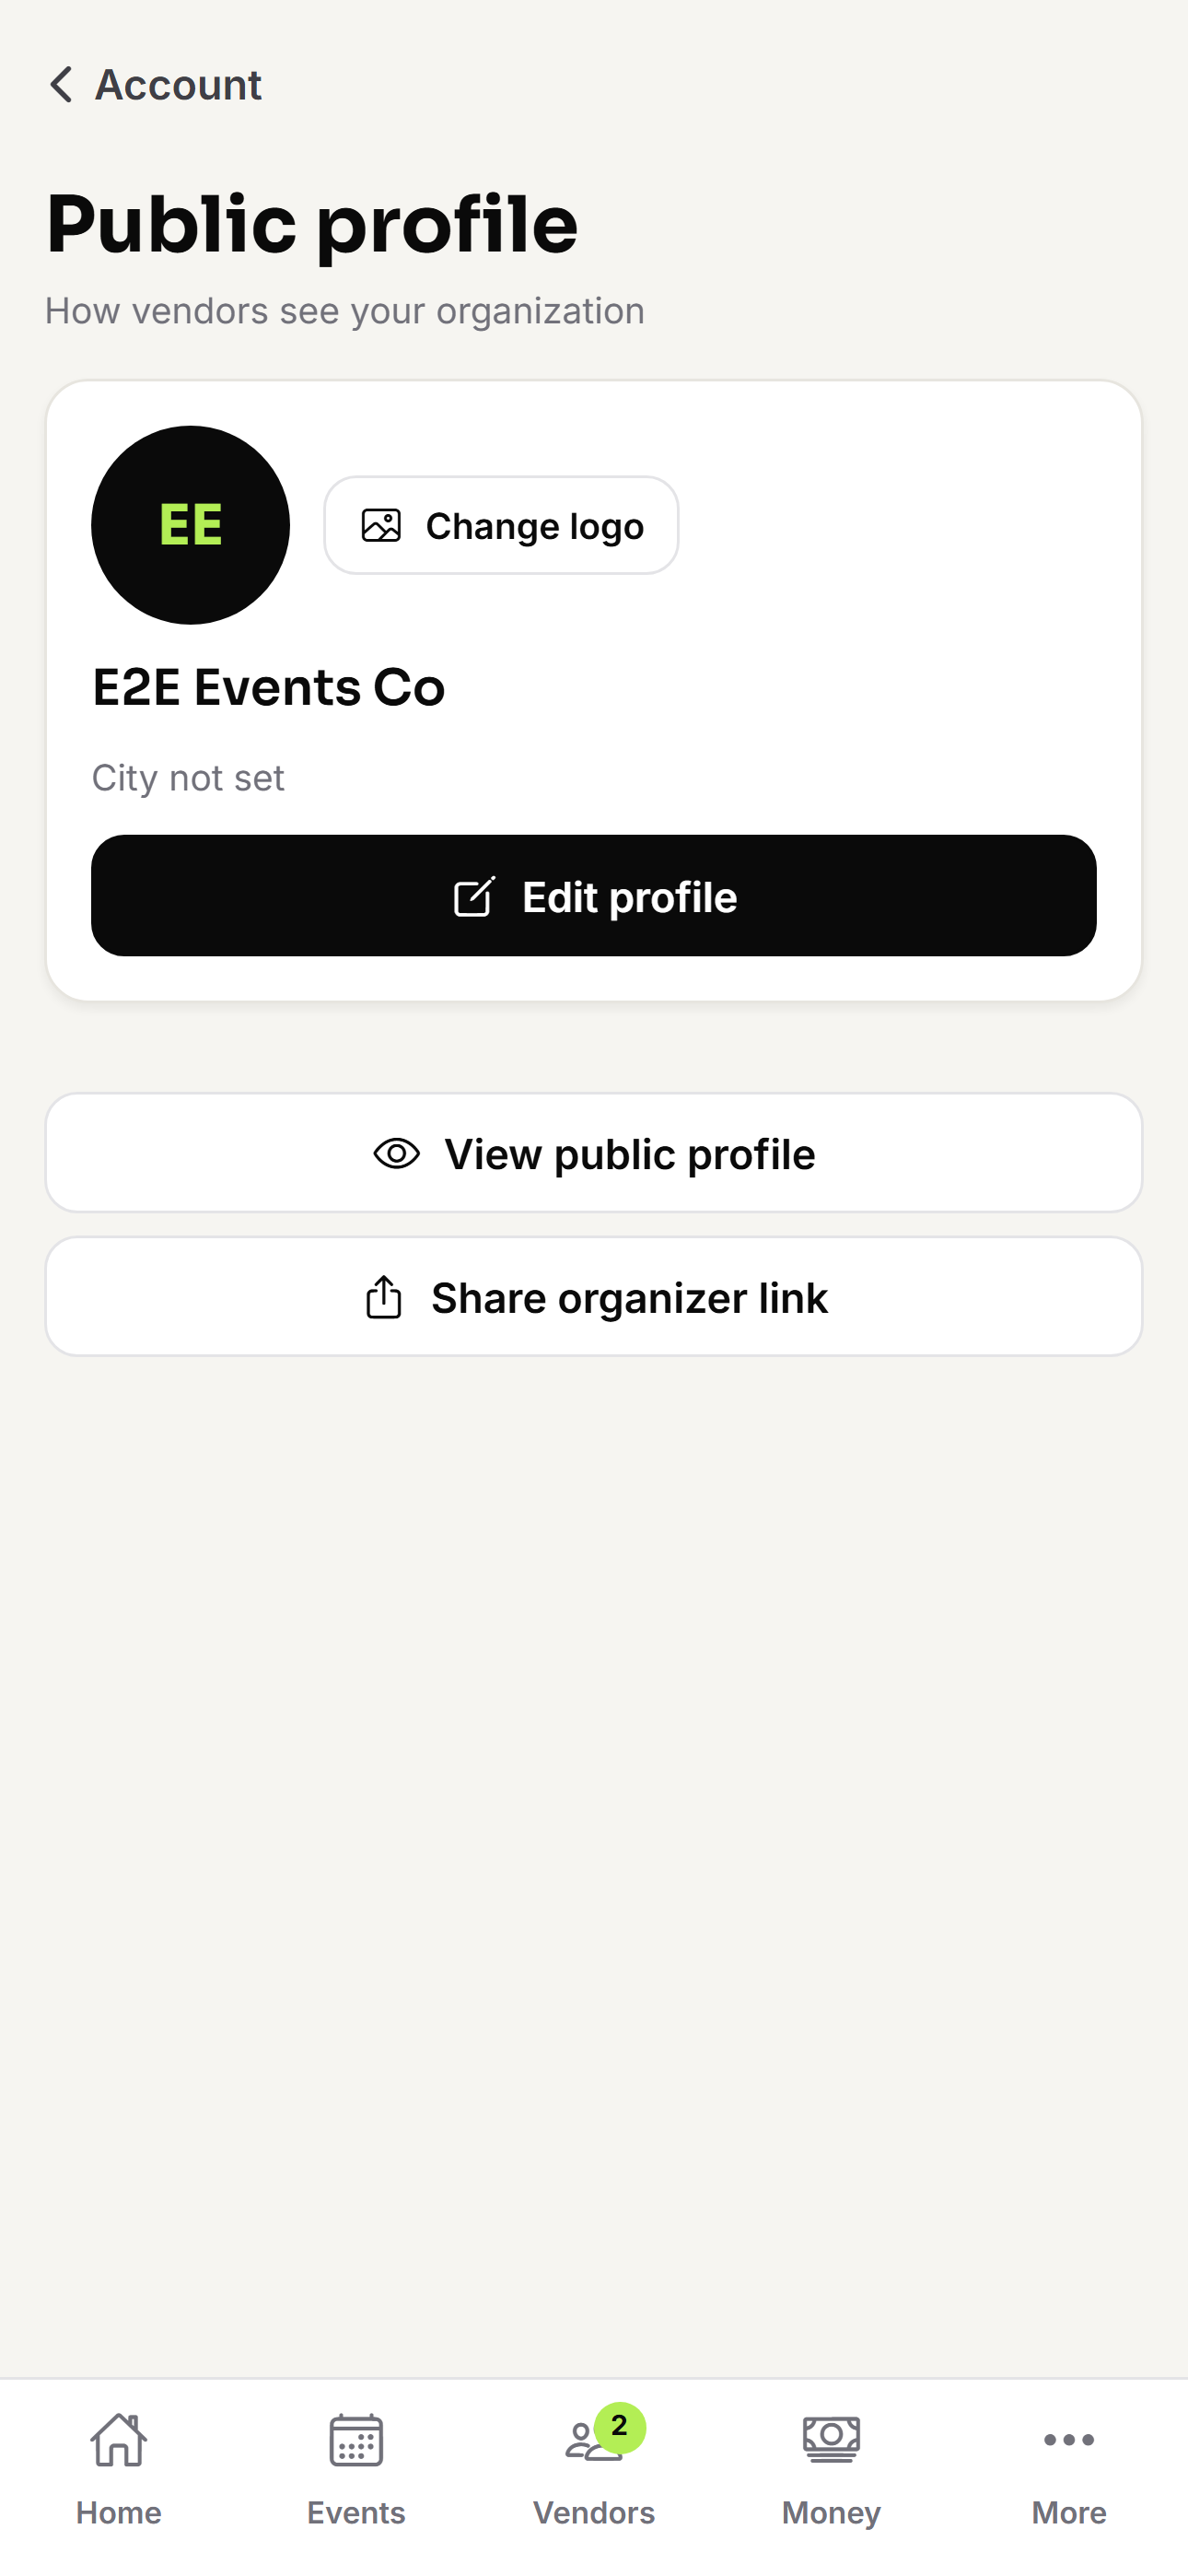 Account
Public profile
How vendors see your organization
EE
Change logo
E2E Events Co
City not set
Edit profile
View public profile
Share organizer link
2
Home
Events
Vendors
Money
More